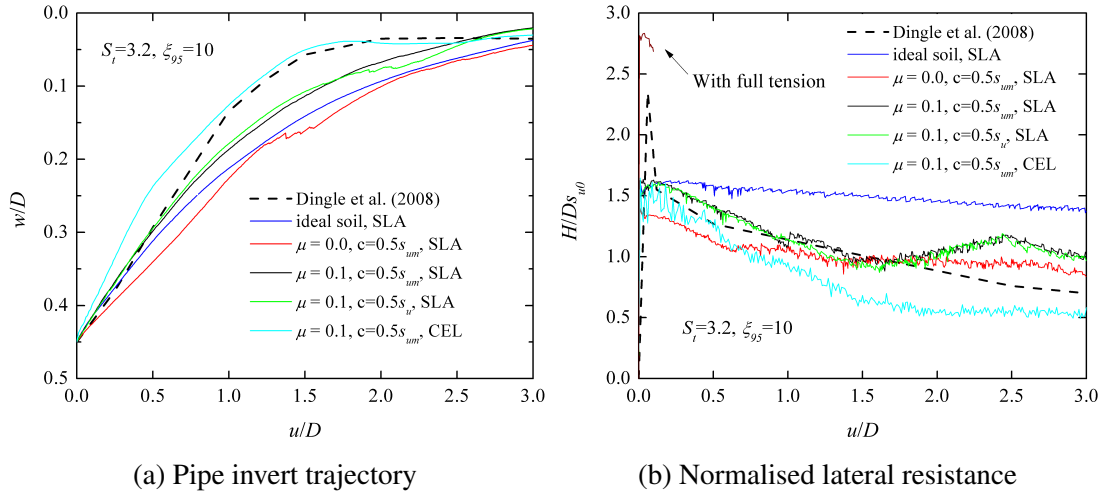 0.0
0.1
0.2
0.3
0.4
0.5
w/D
0.0 0.5 1.0 1.5 2.0 2.5 3.0
u/D
S_t=3.2, ξ_95=10
Dingle et al. (2008)
ideal soil, SLA
μ = 0.0, c=0.5s_um, SLA
μ = 0.1, c=0.5s_um, SLA
μ = 0.1, c=0.5s_u, SLA
μ = 0.1, c=0.5s_um, CEL
(a) Pipe invert trajectory
3.0
2.5
2.0
1.5
1.0
0.5
0.0
H/Ds_u0
0.0 0.5 1.0 1.5 2.0 2.5 3.0
u/D
With full tension
Dingle et al. (2008)
ideal soil, SLA
μ = 0.0, c=0.5s_um, SLA
μ = 0.1, c=0.5s_um, SLA
μ = 0.1, c=0.5s_u, SLA
μ = 0.1, c=0.5s_um, CEL
S_t=3.2, ξ_95=10
(b) Normalised lateral resistance